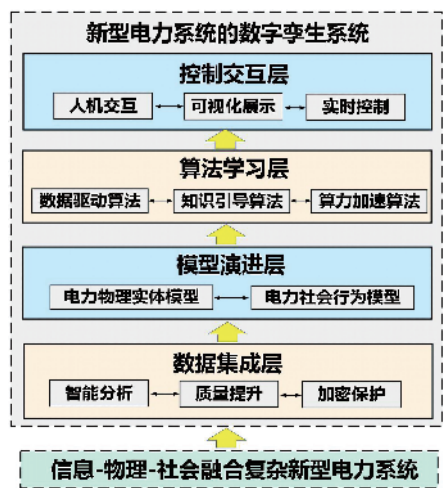 新型电力系统的数字孪生系统
控制交互层
人机交互 可视化展示 实时控制
算法学习层
数据驱动算法 知识引导算法 算力加速算法
模型演进层
电力物理实体模型 电力社会行为模型
数据集成层
智能分析 质量提升 加密保护
信息-物理-社会融合复杂新型电力系统